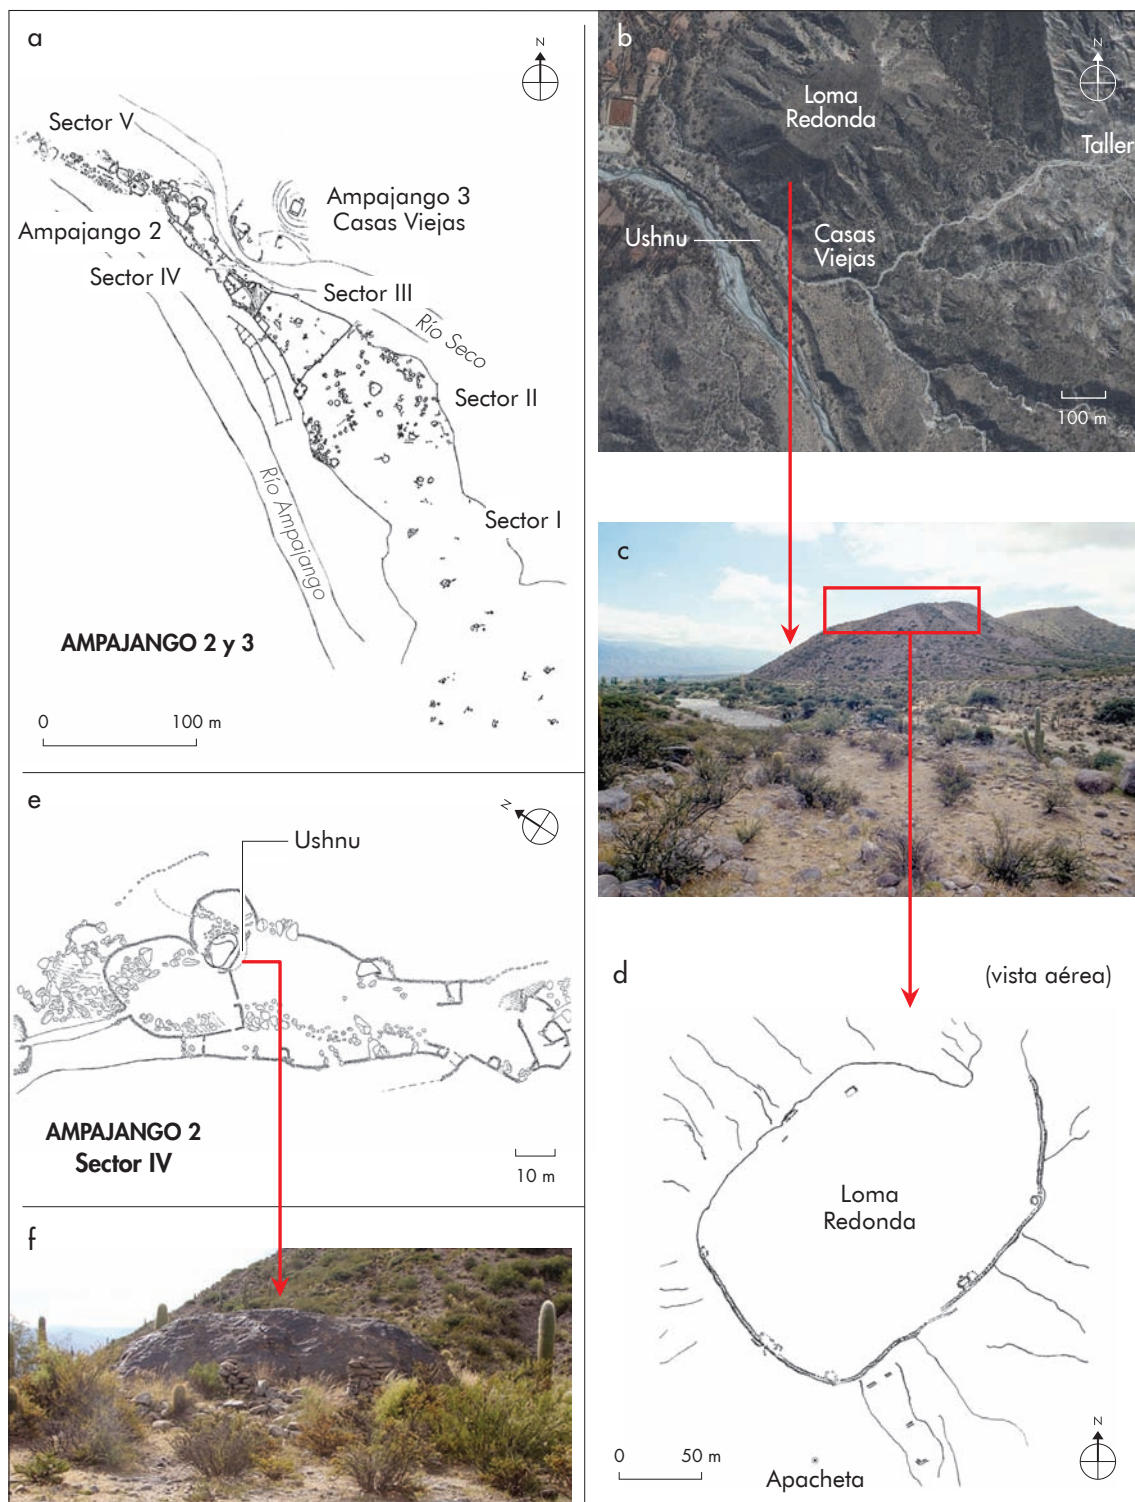 a
N
Sector V
Ampajango 3
Casas Viejas
Ampajango 2
Sector IV
Sector III
Río Seco
Sector II
Sector I
Río Ampajango
AMPAJANGO 2 y 3
0
100 m
b
N
Loma
Redonda
Taller
Ushnu
Casas
Viejas
100 m
c
d
(vista aérea)
Loma
Redonda
0
50 m
Apacheta
N
e
N
Ushnu
AMPAJANGO 2
Sector IV
10 m
f